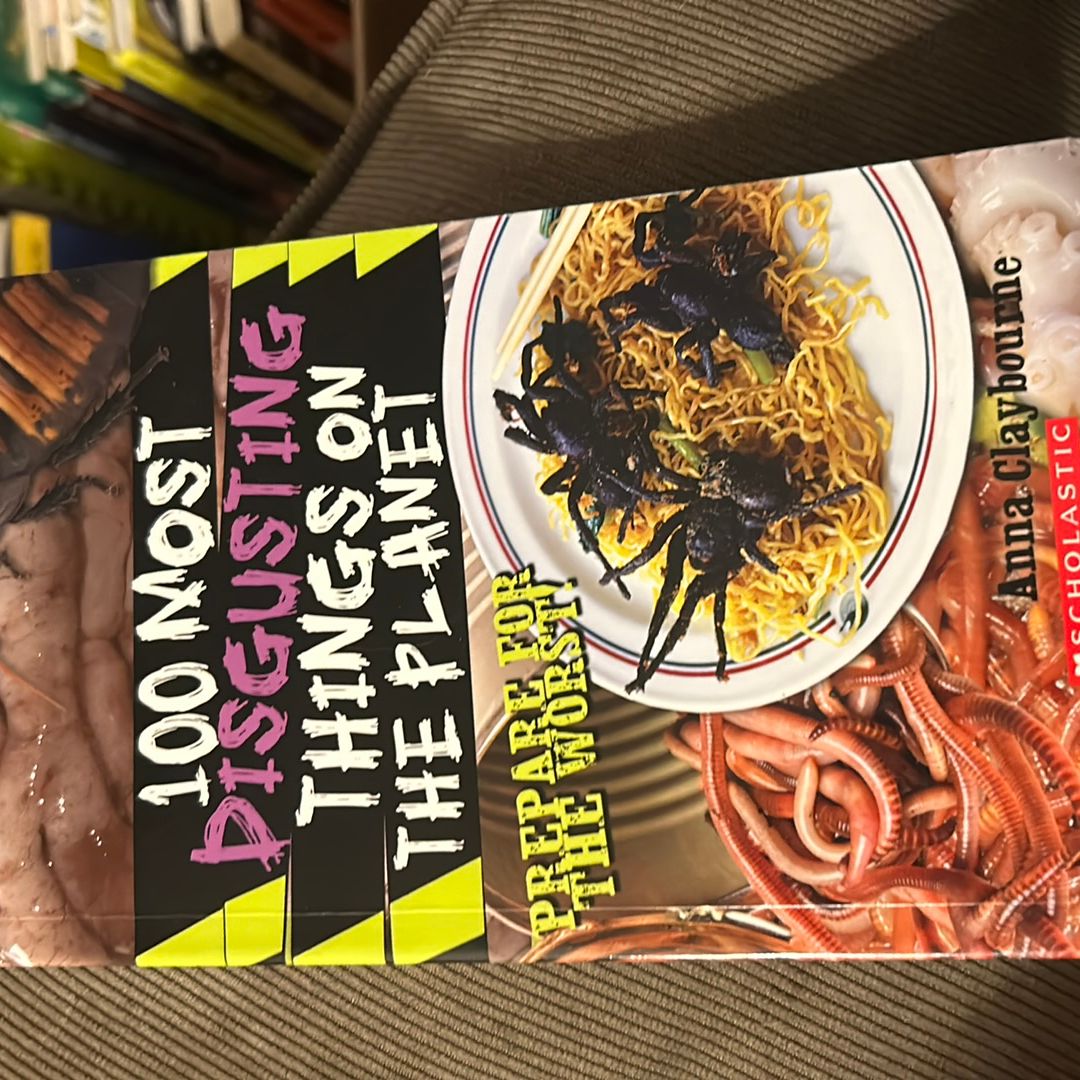 100 MOST
DISGUSTING
THINGS ON
THE PLANET
PREPARE FOR
THE WORST!
Anna Claybourne
SCHOLASTIC